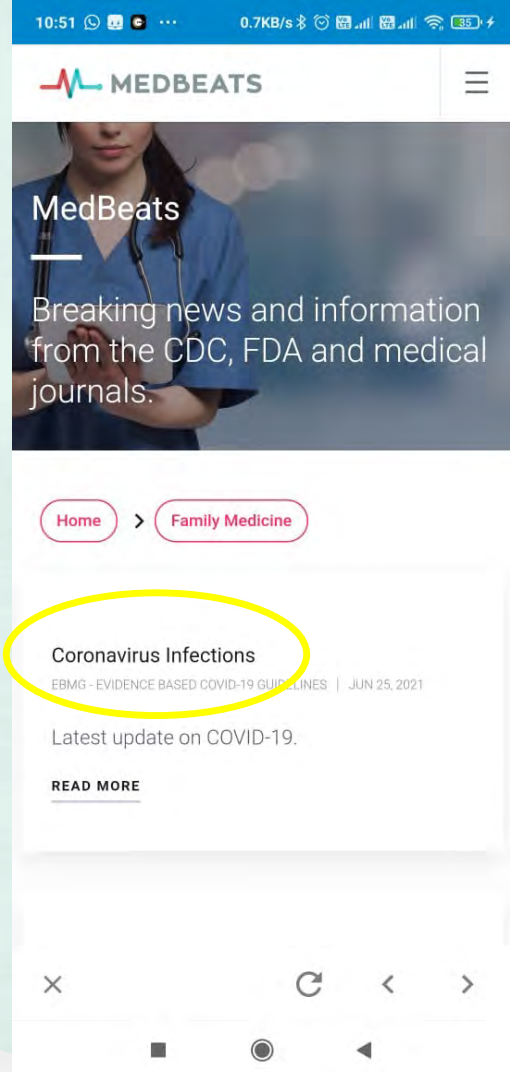 10:51 ... 0.7KB/s 35
MEDBEATS
MedBeats
Breaking news and information
from the CDC, FDA and medical
journals.
Home > Family Medicine
Coronavirus Infections
EBMG - EVIDENCE BASED COVID-19 GUIDELINES | JUN 25, 2021
Latest update on COVID-19.
READ MORE